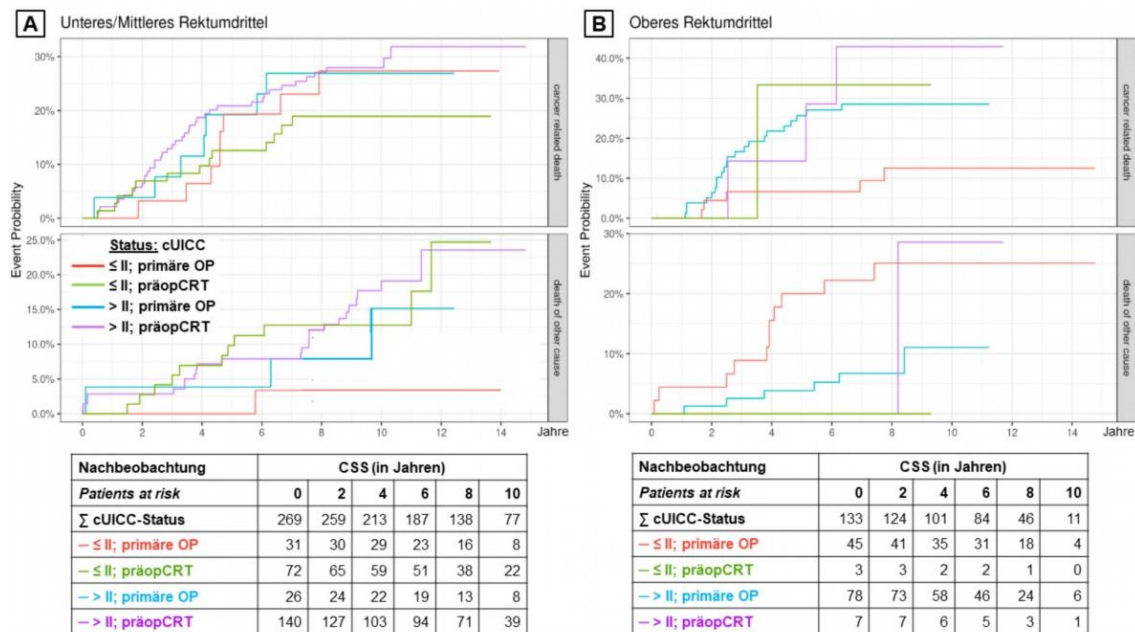 A Unteres/Mittleres Rektumdrittel
30%
20%
10%
0%
cancer related death
Event Probibility
25.0%
20.0%
15.0%
10.0%
5.0%
0.0%
death of other cause
Status: cUICC
≤ II; primäre OP
≤ II; präopCRT
> II; primäre OP
> II; präopCRT
0 2 4 6 8 10 12 14 Jahre
Nachbeobachtung CSS (in Jahren)
Patients at risk 0 2 4 6 8 10
∑ cUICC-Status 269 259 213 187 138 77
– ≤ II; primäre OP 31 30 29 23 16 8
– ≤ II; präopCRT 72 65 59 51 38 22
– > II; primäre OP 26 24 22 19 13 8
– > II; präopCRT 140 127 103 94 71 39
B Oberes Rektumdrittel
40.0%
30.0%
20.0%
10.0%
0.0%
cancer related death
Event Probibility
30%
20%
10%
0%
death of other cause
0 2 4 6 8 10 12 14 Jahre
Nachbeobachtung CSS (in Jahren)
Patients at risk 0 2 4 6 8 10
∑ cUICC-Status 133 124 101 84 46 11
– ≤ II; primäre OP 45 41 35 31 18 4
– ≤ II; präopCRT 3 3 2 2 1 0
– > II; primäre OP 78 73 58 46 24 6
– > II; präopCRT 7 7 6 5 3 1